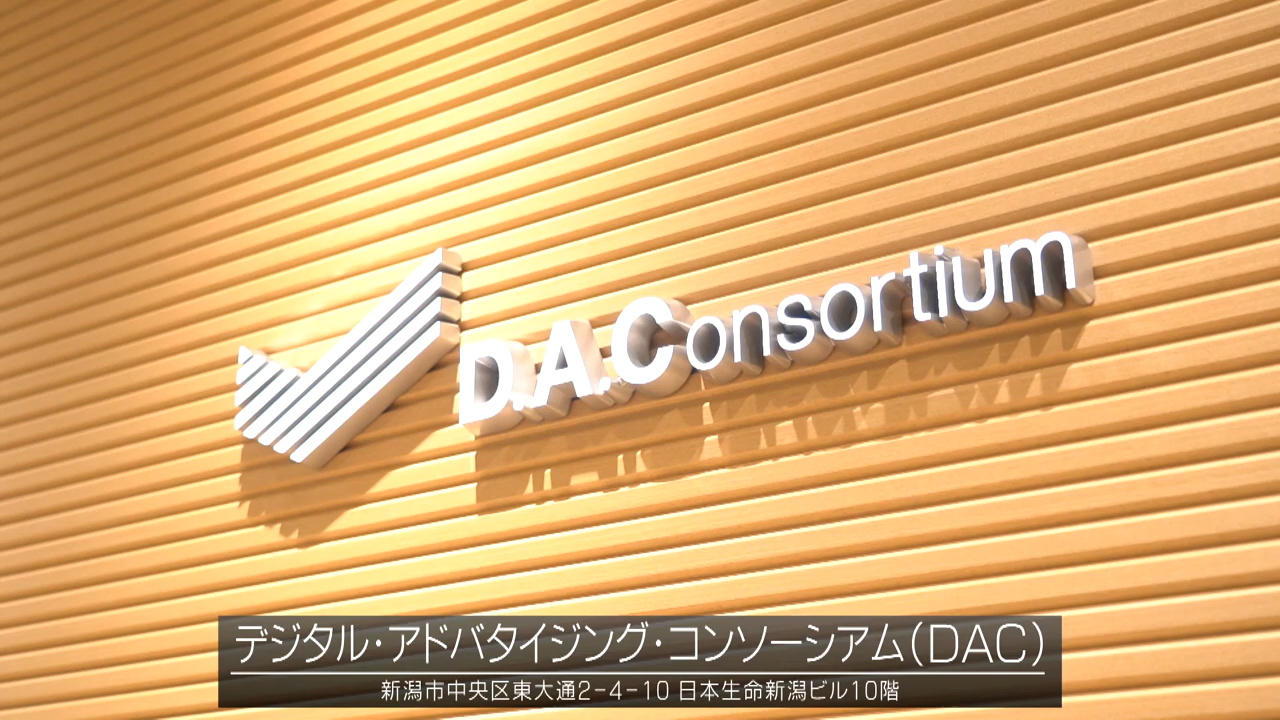 D.A.Consortium
デジタル・アドバタイジング・コンソーシアム(DAC)
新潟市中央区東大通2-4-10 日本生命新潟ビル10階